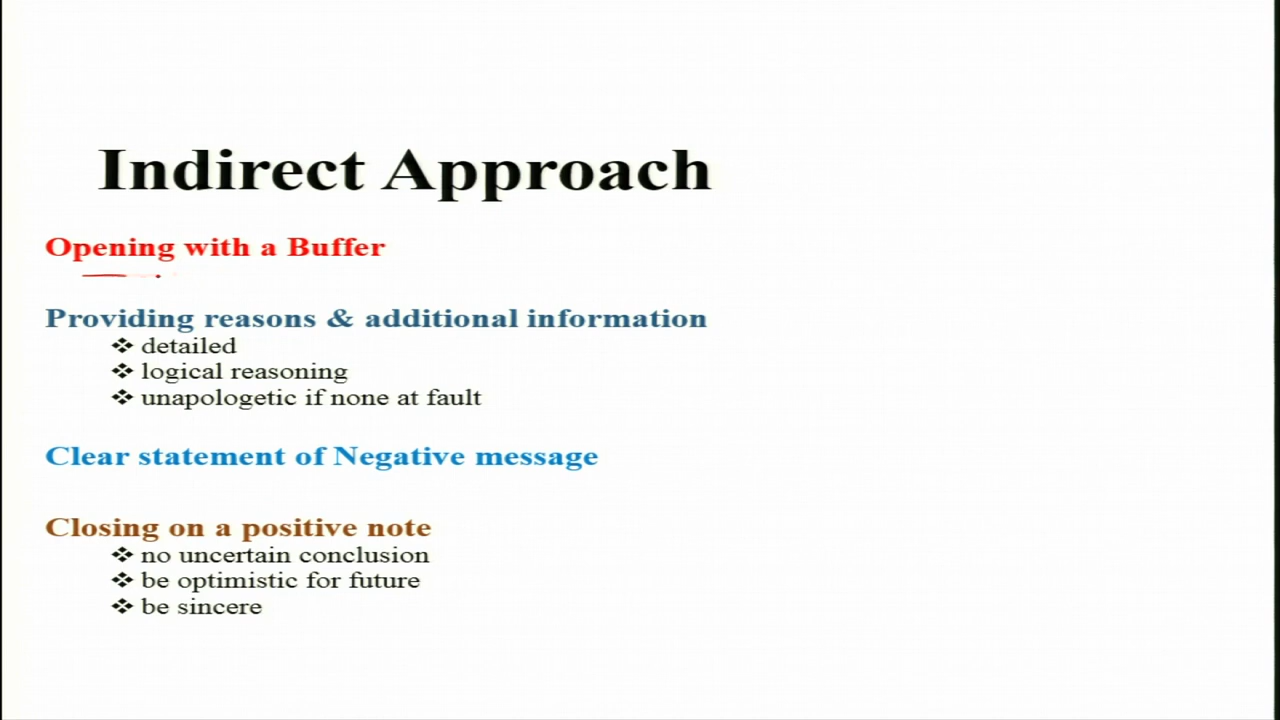 Indirect Approach
Opening with a Buffer
Providing reasons & additional information
❖ detailed
❖ logical reasoning
❖ unapologetic if none at fault
Clear statement of Negative message
Closing on a positive note
❖ no uncertain conclusion
❖ be optimistic for future
❖ be sincere